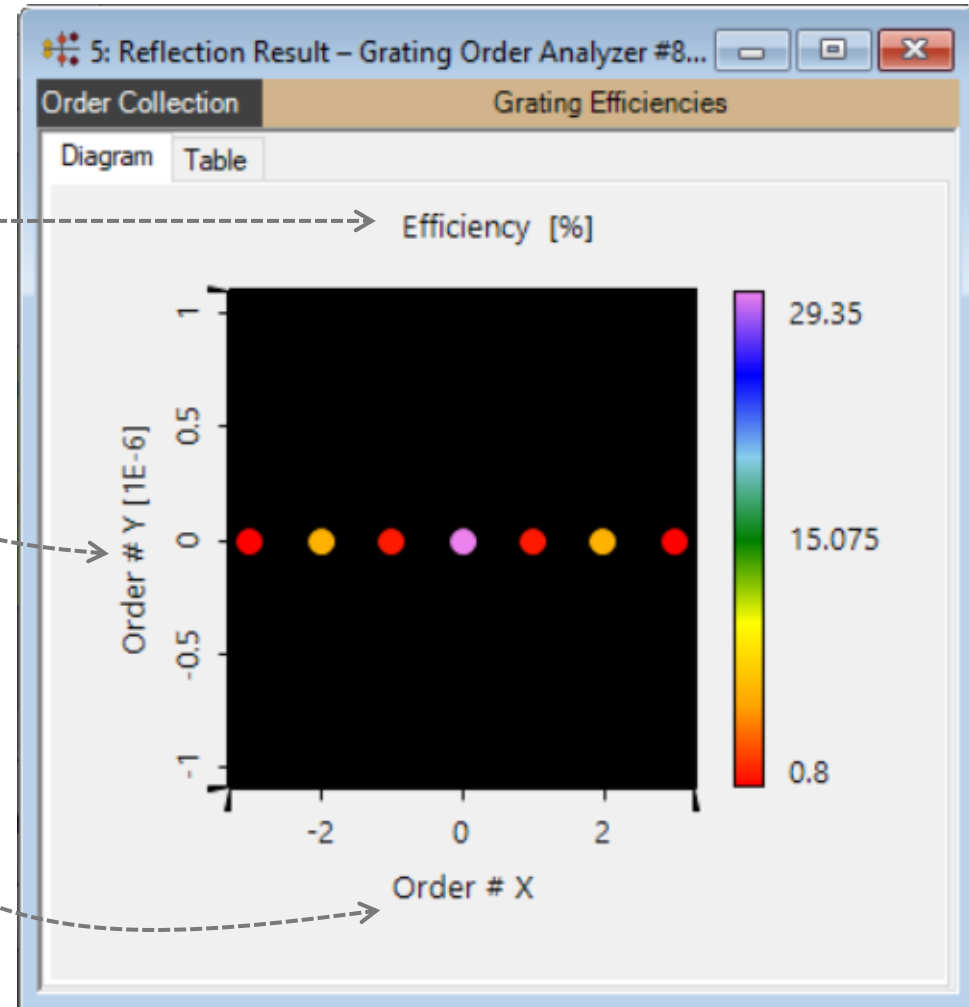 5: Reflection Result – Grating Order Analyzer #8...
Order Collection
Grating Efficiencies
Diagram
Table
Efficiency [%]
1
0.5
0
-0.5
-1
Order # Y [1E-6]
29.35
15.075
0.8
-2
0
2
Order # X